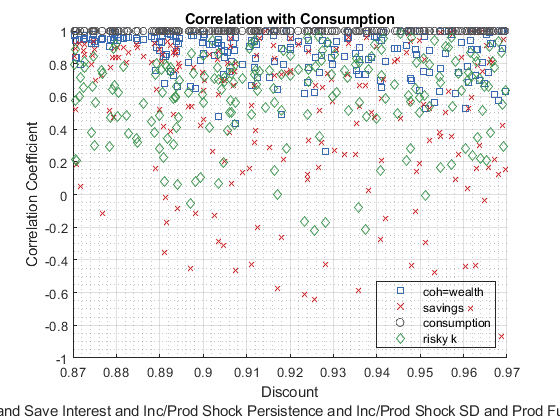 Correlation with Consumption
1
0.8
0.6
0.4
0.2
0
-0.2
-0.4
-0.6
-0.8
-1
Correlation Coefficient
coh=wealth
savings
consumption
risky k
0.87 0.88 0.89 0.9 0.91 0.92 0.93 0.94 0.95 0.96 0.97
Discount
and Save Interest and Inc/Prod Shock Persistence and Inc/Prod Shock SD and Prod Fu